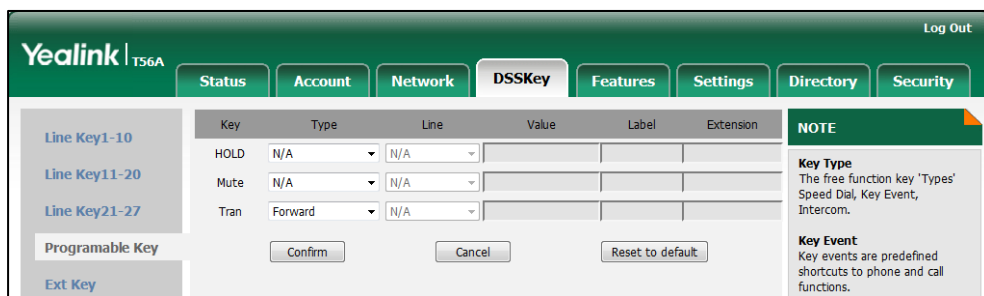 Log Out
Yealink T56A
Status Account Network DSSKey Features Settings Directory Security
Line Key1-10
Line Key11-20
Line Key21-27
Programable Key
Ext Key
Key Type Line Value Label Extension
HOLD N/A N/A
Mute N/A N/A
Tran Forward N/A
Confirm Cancel Reset to default
NOTE
Key Type
The free function key 'Types'
Speed Dial, Key Event,
Intercom.
Key Event
Key events are predefined
shortcuts to phone and call
functions.